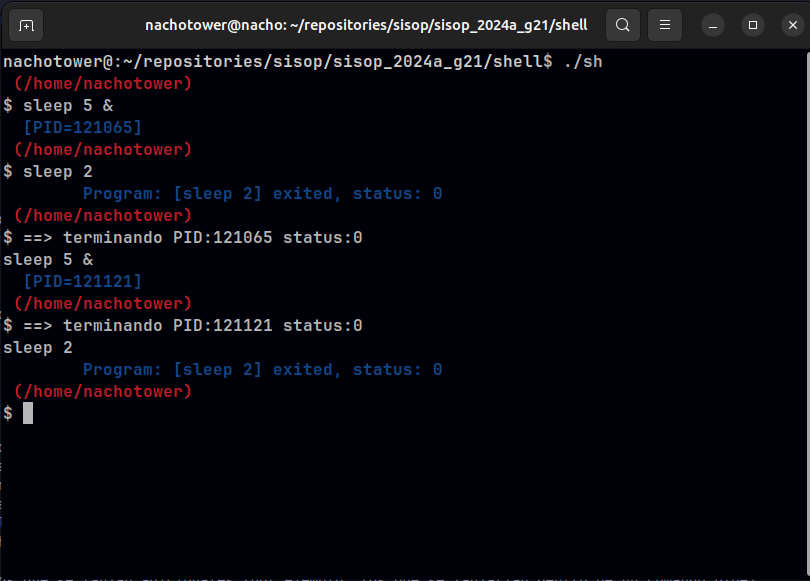 nachotower@nacho: ~/repositories/sisop/sisop_2024a_g21/shell
nachotower@:~/repositories/sisop/sisop_2024a_g21/shell$ ./sh
(/home/nachotower)
$ sleep 5 &
[PID=121065]
(/home/nachotower)
$ sleep 2
Program: [sleep 2] exited, status: 0
(/home/nachotower)
$ ==> terminando PID:121065 status:0
sleep 5 &
[PID=121121]
(/home/nachotower)
$ ==> terminando PID:121121 status:0
sleep 2
Program: [sleep 2] exited, status: 0
(/home/nachotower)
$